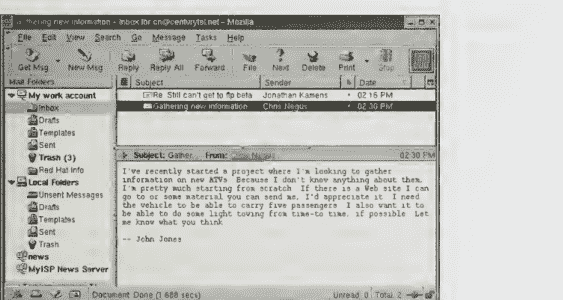 thering new information - Inbox for cn@centurytel.net - Mozilla
File Edit View Search Go Message Tasks Help
Get Msg New Msg Reply Reply All Forward File Next Delete Print Stop
Mail Folders
Subject Sender Date
My work account
Inbox
Drafts
Templates
Sent
Trash (3)
Red Hat Info
Local Folders
Unsent Messages
Drafts
Templates
Sent
Trash
news
MyISP News Server
Re: Still can't get to ftp beta Jonathan Kamens 02:16 PM
Gathering new information Chris Negus 02:30 PM
Subject: Gather... From: Negus 02:30 PM
I've recently started a project where I'm looking to gather
information on new ATVs. Because I don't know anything about them,
I'm pretty much starting from scratch. If there is a Web site I can
go to or some material you can send me, I'd appreciate it. I need
the vehicle to be able to carry five passengers. I also want it to
be able to do some light towing from time-to time, if possible. Let
me know what you think.
-- John Jones
Document: Done (1.688 secs) Unread: 0 Total: 2